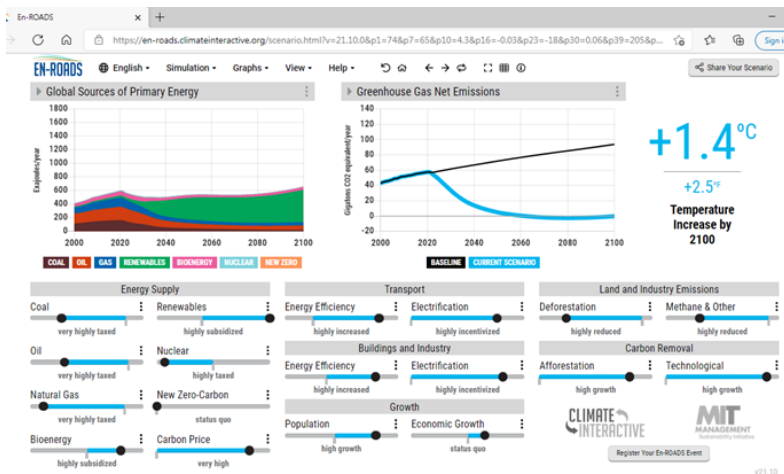 En-ROADS
https://en-roads.climateinteractive.org/scenario.html?v=21.10.0&p1=74&p7=65&p10=4.3&p16=-0.03&p23=-18&p30=0.06&p39=205&p...
Sign i
EN-ROADS English Simulation Graphs View Help Share Your Scenario
Global Sources of Primary Energy
Greenhouse Gas Net Emissions
Exajoules/year
1800
1600
1400
1200
1000
800
600
400
200
0
2000 2020 2040 2060 2080 2100
COAL OIL GAS RENEWABLES BIOENERGY NUCLEAR NEW ZERO
Gigatons CO2 equivalent/year
140
120
100
80
60
40
20
0
-20
2000 2020 2040 2060 2080 2100
BASELINE CURRENT SCENARIO
+1.4°C
+2.5°F
Temperature
Increase by
2100
Energy Supply
Coal
very highly taxed
Renewables
highly subsidized
Oil
very highly taxed
Nuclear
highly taxed
Natural Gas
very highly taxed
New Zero-Carbon
status quo
Bioenergy
highly subsidized
Carbon Price
very high
Transport
Energy Efficiency
highly increased
Electrification
highly incentivized
Buildings and Industry
Energy Efficiency
highly increased
Electrification
highly incentivized
Growth
Population
high growth
Economic Growth
status quo
Land and Industry Emissions
Deforestation
highly reduced
Methane & Other
highly reduced
Carbon Removal
Afforestation
high growth
Technological
high growth
CLIMATE
INTERACTIVE
MIT
MANAGEMENT
Sustainability Initiative
Register Your En-ROADS Event
v21.10